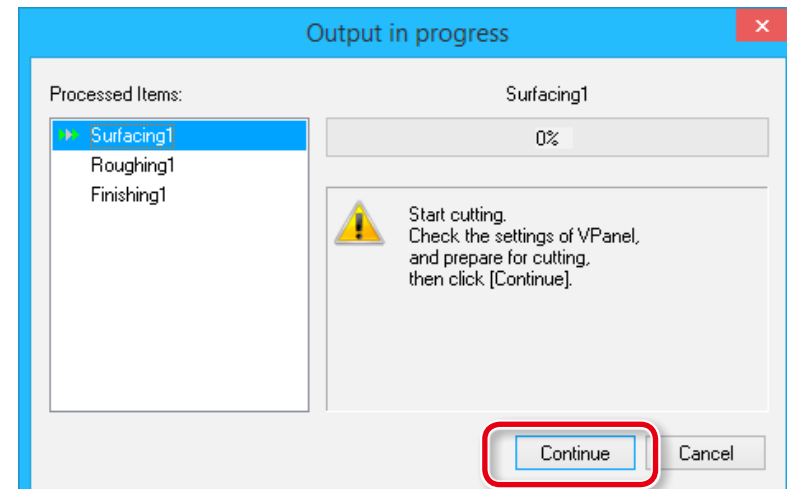 Output in progress
Processed Items:
Surfacing1
Roughing1
Finishing1
Surfacing1
0%
Start cutting.
Check the settings of VPanel,
and prepare for cutting,
then click [Continue].
Continue
Cancel